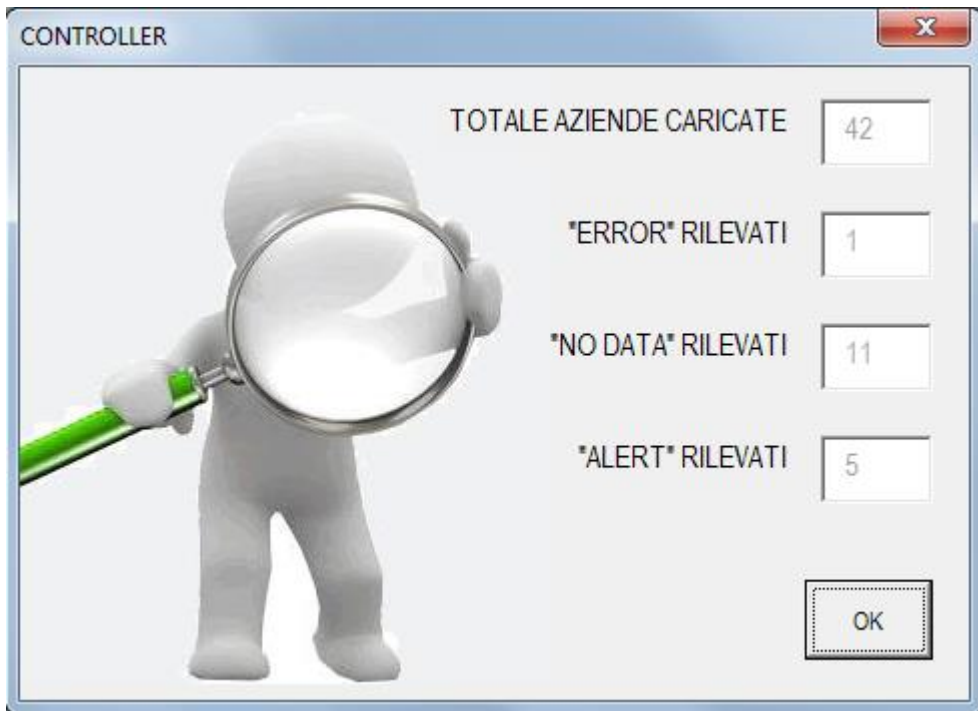 CONTROLLER
TOTALE AZIENDE CARICATE 42
"ERROR" RILEVATI 1
"NO DATA" RILEVATI 11
"ALERT" RILEVATI 5
OK